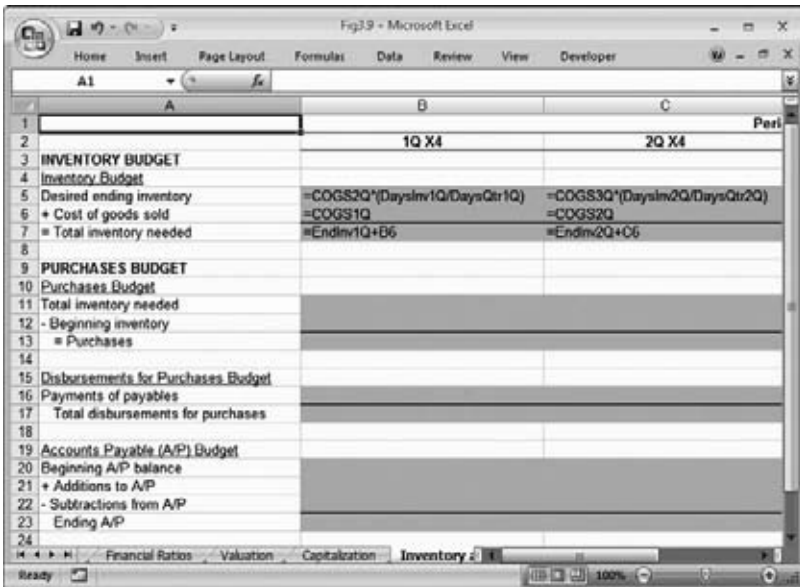 Fig3.9 - Microsoft Excel
Home Insert Page Layout Formulas Data Review View Developer
A1 fx
A B C
1 Peri
2 1Q X4 2Q X4
3 INVENTORY BUDGET
4 Inventory Budget
5 Desired ending inventory =COGS2Q*(DaysInv1Q/DaysQtr1Q) =COGS3Q*(DaysInv2Q/DaysQtr2Q)
6 + Cost of goods sold =COGS1Q =COGS2Q
7 = Total inventory needed =EndInv1Q+B6 =EndInv2Q+C6
8
9 PURCHASES BUDGET
10 Purchases Budget
11 Total inventory needed
12 - Beginning inventory
13 = Purchases
14
15 Disbursements for Purchases Budget
16 Payments of payables
17 Total disbursements for purchases
18
19 Accounts Payable (A/P) Budget
20 Beginning A/P balance
21 + Additions to A/P
22 - Subtractions from A/P
23 Ending A/P
24
Financial Ratios Valuation Capitalization Inventory a
Ready 100%